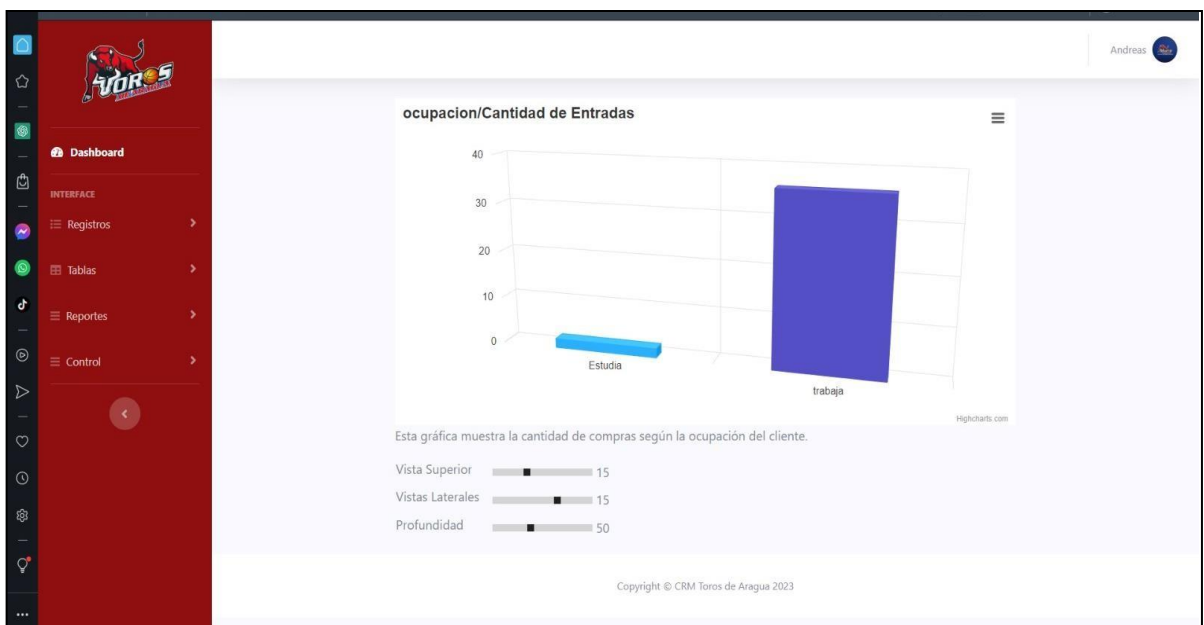 TOROS
Andreas
Dashboard
INTERFACE
Registros
Tablas
Reportes
Control
ocupacion/Cantidad de Entradas
40
30
20
10
0
Estudia
trabaja
Highcharts.com
Esta gráfica muestra la cantidad de compras según la ocupación del cliente.
Vista Superior 15
Vistas Laterales 15
Profundidad 50
Copyright © CRM Toros de Aragua 2023